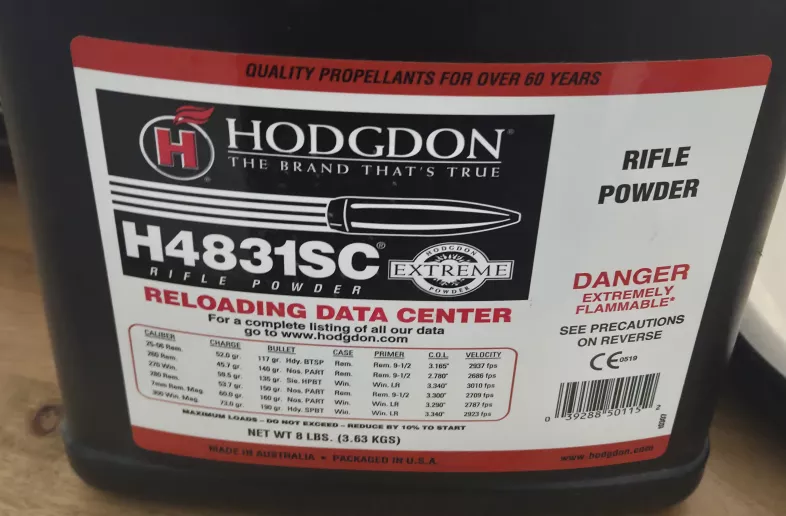 QUALITY PROPELLANTS FOR OVER 60 YEARS
H
HODGDON®
THE BRAND THAT'S TRUE
H4831SC®
RIFLE POWDER
HODGDON
EXTREME
POWDER
RELOADING DATA CENTER
For a complete listing of all our data
go to www.hodgdon.com
CALIBER CHARGE BULLET CASE PRIMER C.O.L. VELOCITY
25-06 Rem. 52.0 gr. 117 gr. Hdy. BTSP Rem. Rem. 9-1/2 3.165" 2937 fps
260 Rem. 45.7 gr. 140 gr. Nos. PART Rem. Rem. 9-1/2 2.780" 2686 fps
270 Win. 58.5 gr. 135 gr. Sie. HPBT Win. Win. LR 3.340" 3010 fps
280 Rem. 53.7 gr. 150 gr. Nos. PART Rem. 9-1/2 3.300" 2709 fps
7mm Rem. Mag. 60.0 gr. 160 gr. Nos. PART Win. Win. LR 2787 fps
300 Win. Mag. 73.0 gr. 190 gr. Hdy. SPBT Win. Win. LR 3.340" 2923 fps
MAXIMUM LOADS – DO NOT EXCEED – REDUCE BY 10% TO START
NET WT 8 LBS. (3.63 KGS)
MADE IN AUSTRALIA • PACKAGED IN U.S.A.
RIFLE
POWDER
DANGER
EXTREMELY
FLAMMABLE*
SEE PRECAUTIONS
ON REVERSE
CE 0519
0 39288 50115 2
www.hodgdon.com